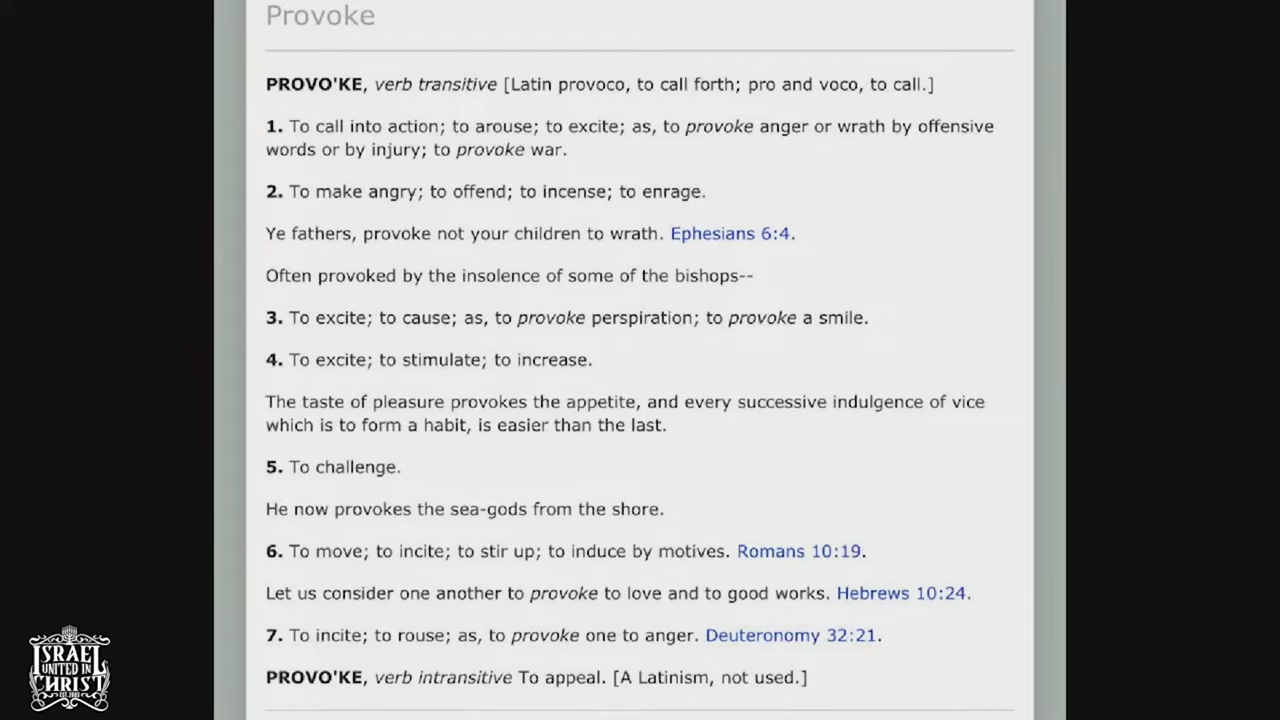 Provoke
PROVO'KE, verb transitive [Latin provoco, to call forth; pro and voco, to call.]
1. To call into action; to arouse; to excite; as, to provoke anger or wrath by offensive
words or by injury; to provoke war.
2. To make angry; to offend; to incense; to enrage.
Ye fathers, provoke not your children to wrath. Ephesians 6:4.
Often provoked by the insolence of some of the bishops--
3. To excite; to cause; as, to provoke perspiration; to provoke a smile.
4. To excite; to stimulate; to increase.
The taste of pleasure provokes the appetite, and every successive indulgence of vice
which is to form a habit, is easier than the last.
5. To challenge.
He now provokes the sea-gods from the shore.
6. To move; to incite; to stir up; to induce by motives. Romans 10:19.
Let us consider one another to provoke to love and to good works. Hebrews 10:24.
7. To incite; to rouse; as, to provoke one to anger. Deuteronomy 32:21.
PROVO'KE, verb intransitive To appeal. [A Latinism, not used.]
ISRAEL
UNITED IN
CHRIST
EST. 2003